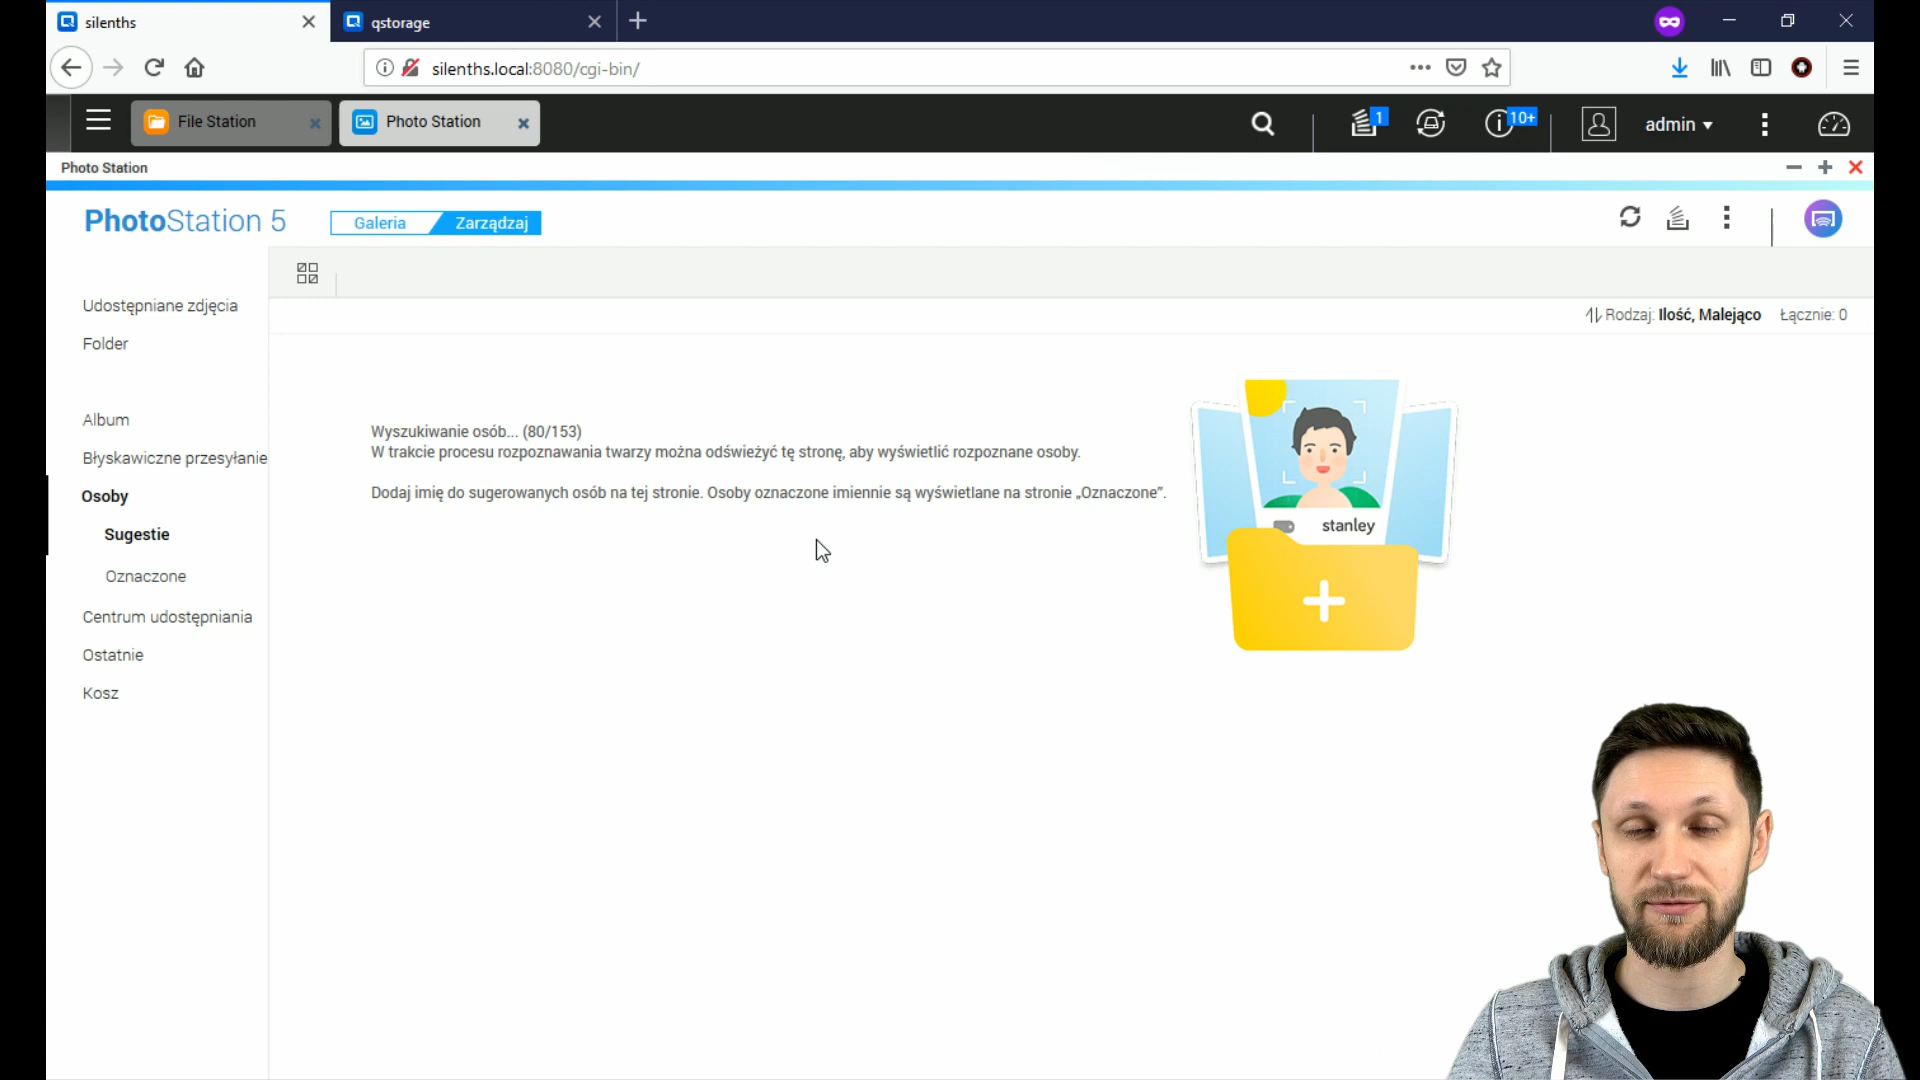 silenths
qstorage
silenths.local:8080/cgi-bin/
File Station
Photo Station
1
10+
admin
Photo Station
PhotoStation 5
Galeria
Zarządzaj
Rodzaj: Ilość, Malejąco
Łącznie: 0
Udostępniane zdjęcia
Folder
Album
Błyskawiczne przesyłanie
Osoby
Sugestie
Oznaczone
Centrum udostępniania
Ostatnie
Kosz
Wyszukiwanie osób... (80/153)
W trakcie procesu rozpoznawania twarzy można odświeżyć tę stronę, aby wyświetlić rozpoznane osoby.
Dodaj imię do sugerowanych osób na tej stronie. Osoby oznaczone imiennie są wyświetlane na stronie „Oznaczone”.
stanley